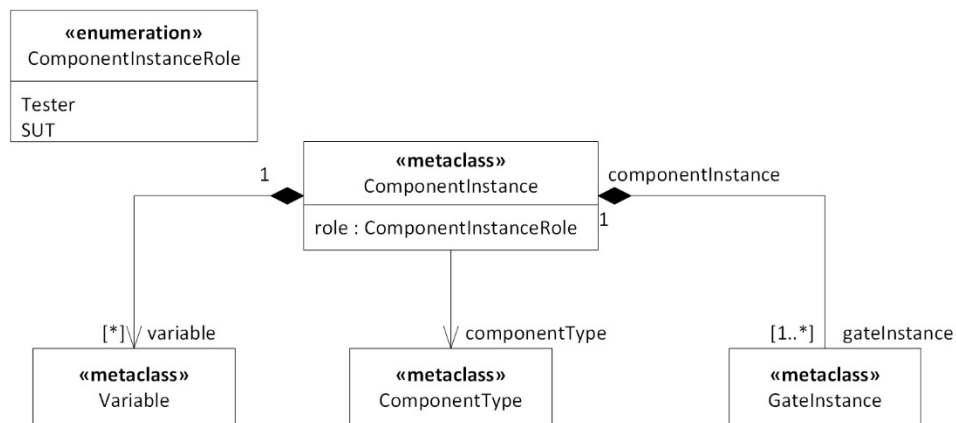 «enumeration»
ComponentInstanceRole
Tester
SUT
«metaclass»
ComponentInstance
role : ComponentInstanceRole
1
componentInstance
1
[*]
variable
componentType
[1..*]
gateInstance
«metaclass»
Variable
«metaclass»
ComponentType
«metaclass»
GateInstance